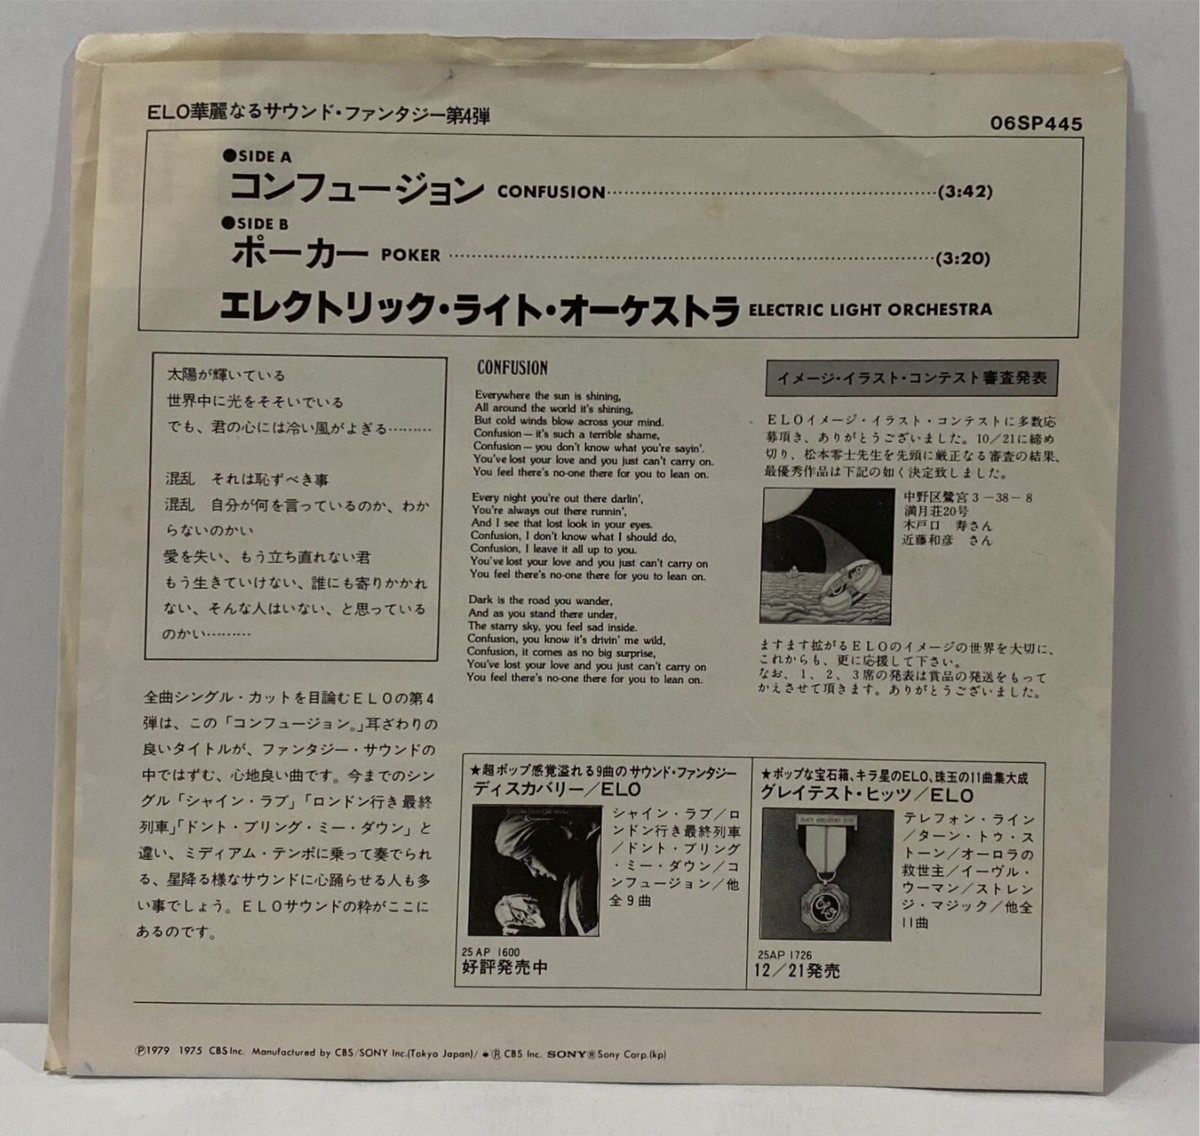 ELO華麗なるサウンド・ファンタジー第4弾
06SP445
●SIDE A
コンフュージョン CONFUSION (3:42)
●SIDE B
ポーカー POKER (3:20)
エレクトリック・ライト・オーケストラ ELECTRIC LIGHT ORCHESTRA
太陽が輝いている
世界中に光をそそいでいる
でも、君の心には冷い風がよぎる………
混乱　それは恥ずべき事
混乱　自分が何を言っているのか、わか
らないのかい
愛を失い、もう立ち直れない君
もう生きていけない、誰にも寄りかかれ
ない、そんな人はいない、と思っている
のかい………
全曲シングル・カットを目論むELOの第4
弾は、この「コンフュージョン。」耳ざわりの
良いタイトルが、ファンタジー・サウンドの
中ではずむ、心地良い曲です。今までのシン
グル「シャイン・ラブ」「ロンドン行き最終
列車」「ドント・ブリング・ミー・ダウン」と
違い、ミディアム・テンポに乗って奏でられ
る、星降る様なサウンドに心踊らせる人も多
い事でしょう。ELOサウンドの粋がここに
あるのです。
CONFUSION
Everywhere the sun is shining,
All around the world it's shining,
But cold winds blow across your mind.
Confusion — it's such a terrible shame,
Confusion — you don't know what you're sayin'.
You've lost your love and you just can't carry on.
You feel there's no-one there for you to lean on.
Every night you're out there darlin',
You're always out there runnin',
And I see that lost look in your eyes.
Confusion, I don't know what I should do,
Confusion, I leave it all up to you.
You've lost your love and you just can't carry on
You feel there's no-one there for you to lean on.
Dark is the road you wander,
And as you stand there under,
The starry sky, you feel sad inside.
Confusion, you know it's drivin' me wild,
Confusion, it comes as no big surprise,
You've lost your love and you just can't carry on
You feel there's no-one there for you to lean on.
イメージ・イラスト・コンテスト審査発表
ELOイメージ・イラスト・コンテストに多数応
募頂き、ありがとうございました。10／21に締め
切り、松本零士先生を先頭に厳正なる審査の結果、
最優秀作品は下記の如く決定致しました。
中野区鷺宮3－38－8
満月荘20号
木戸口　寿さん
近藤和彦　さん
ますます拡がるELOのイメージの世界を大切に、
これからも、更に応援して下さい。
なお、1、2、3席の発表は賞品の発送をもって
かえさせて頂きます。ありがとうございました。
★超ポップ感覚溢れる9曲のサウンド・ファンタジー
ディスカバリー／ELO
シャイン・ラブ／ロ
ンドン行き最終列車
／ドント・ブリング
・ミー・ダウン／コ
ンフュージョン／他
全9曲
25AP 1600
好評発売中
★ポップな宝石箱、キラ星のELO、珠玉の11曲集大成
グレイテスト・ヒッツ／ELO
テレフォン・ライン
／ターン・トゥ・ス
トーン／オーロラの
救世主／イーヴル・
ウーマン／ストレン
ジ・マジック／他全
11曲
25AP 1726
12／21発売
Ⓟ1979 1975 CBS Inc. Manufactured by CBS/SONY Inc.(Tokyo Japan)/ ● Ⓡ CBS Inc. SONY Ⓡ Sony Corp.(kp)